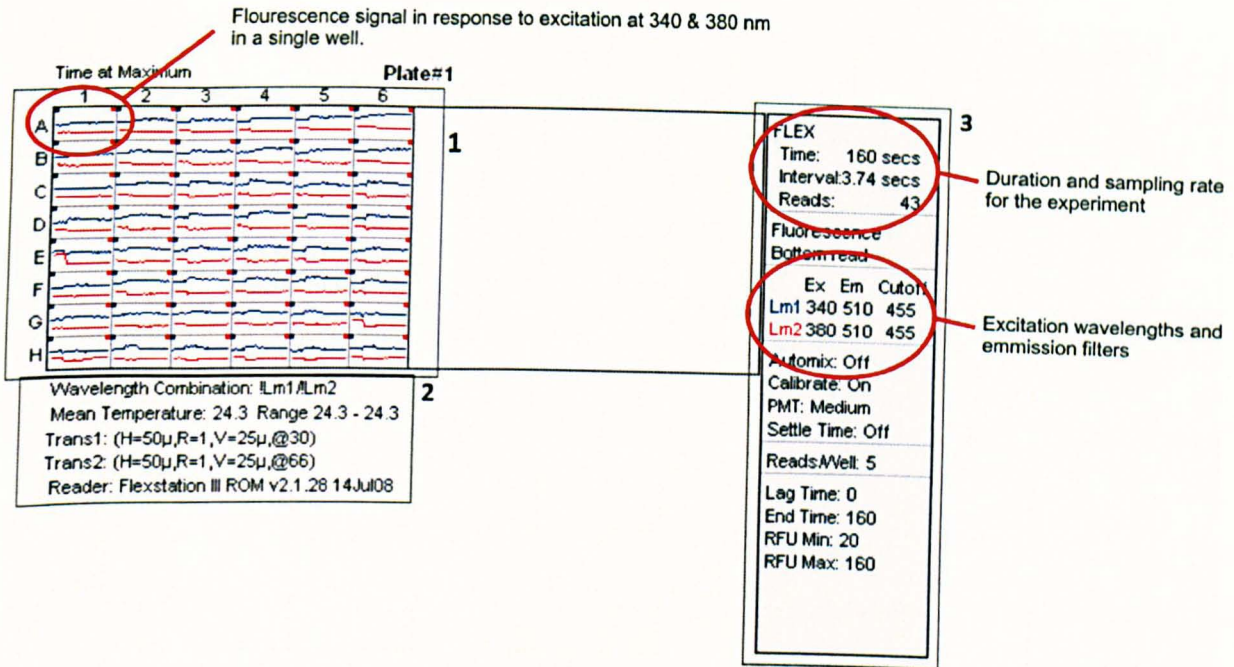 Flourescence signal in response to excitation at 340 & 380 nm
in a single well.
Time at Maximum
Plate#1
1 2 3 4 5 6
A
B
C
D
E
F
G
H
1
Wavelength Combination: !Lm1/!Lm2
Mean Temperature: 24.3 Range 24.3 - 24.3
Trans1: (H=50µ,R=1,V=25µ,@30)
Trans2: (H=50µ,R=1,V=25µ,@66)
Reader: Flexstation III ROM v2.1.28 14Jul08
2
3
FLEX
Time: 160 secs
Interval:3.74 secs
Reads: 43
Fluorescence
Bottom read
Ex Em Cutoff
Lm1 340 510 455
Lm2 380 510 455
Automix: Off
Calibrate: On
PMT: Medium
Settle Time: Off
Reads/Well: 5
Lag Time: 0
End Time: 160
RFU Min: 20
RFU Max: 160
Duration and sampling rate
for the experiment
Excitation wavelengths and
emmission filters